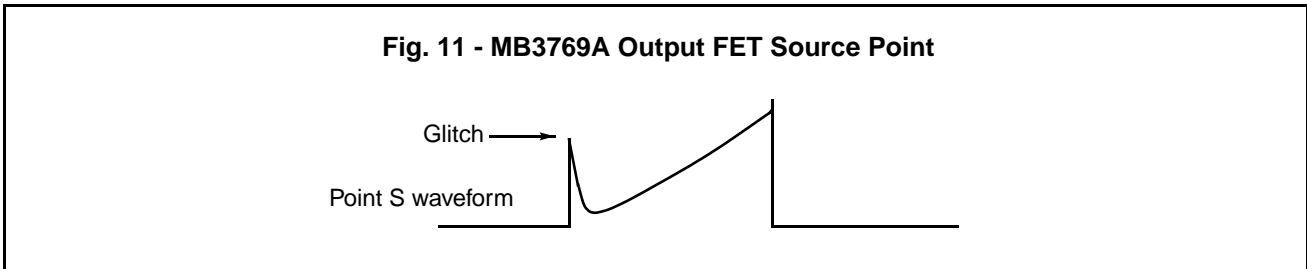 Fig. 11 - MB3769A Output FET Source Point
Glitch
Point S waveform